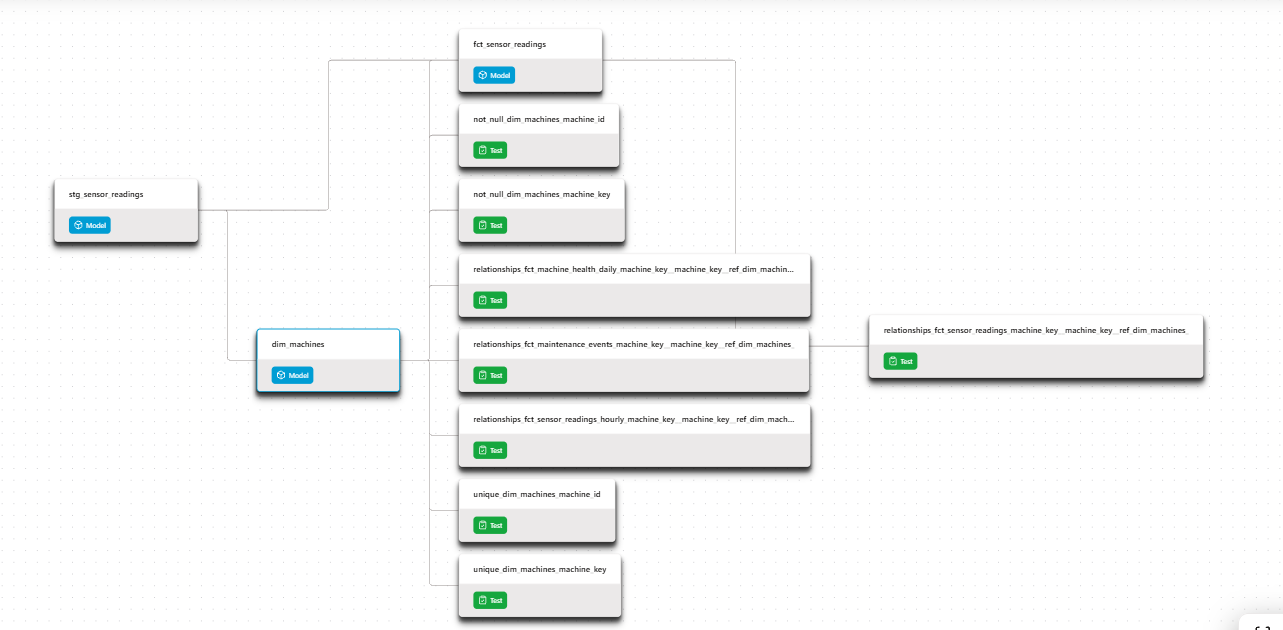 fct_sensor_readings
Model
not_null_dim_machines_machine_id
Test
stg_sensor_readings
Model
not_null_dim_machines_machine_key
Test
relationships_fct_machine_health_daily_machine_key__machine_key__ref_dim_machin...
Test
dim_machines
Model
relationships_fct_maintenance_events_machine_key__machine_key__ref_dim_machines_
Test
relationships_fct_sensor_readings_machine_key__machine_key__ref_dim_machines_
Test
relationships_fct_sensor_readings_hourly_machine_key__machine_key__ref_dim_mach...
Test
unique_dim_machines_machine_id
Test
unique_dim_machines_machine_key
Test